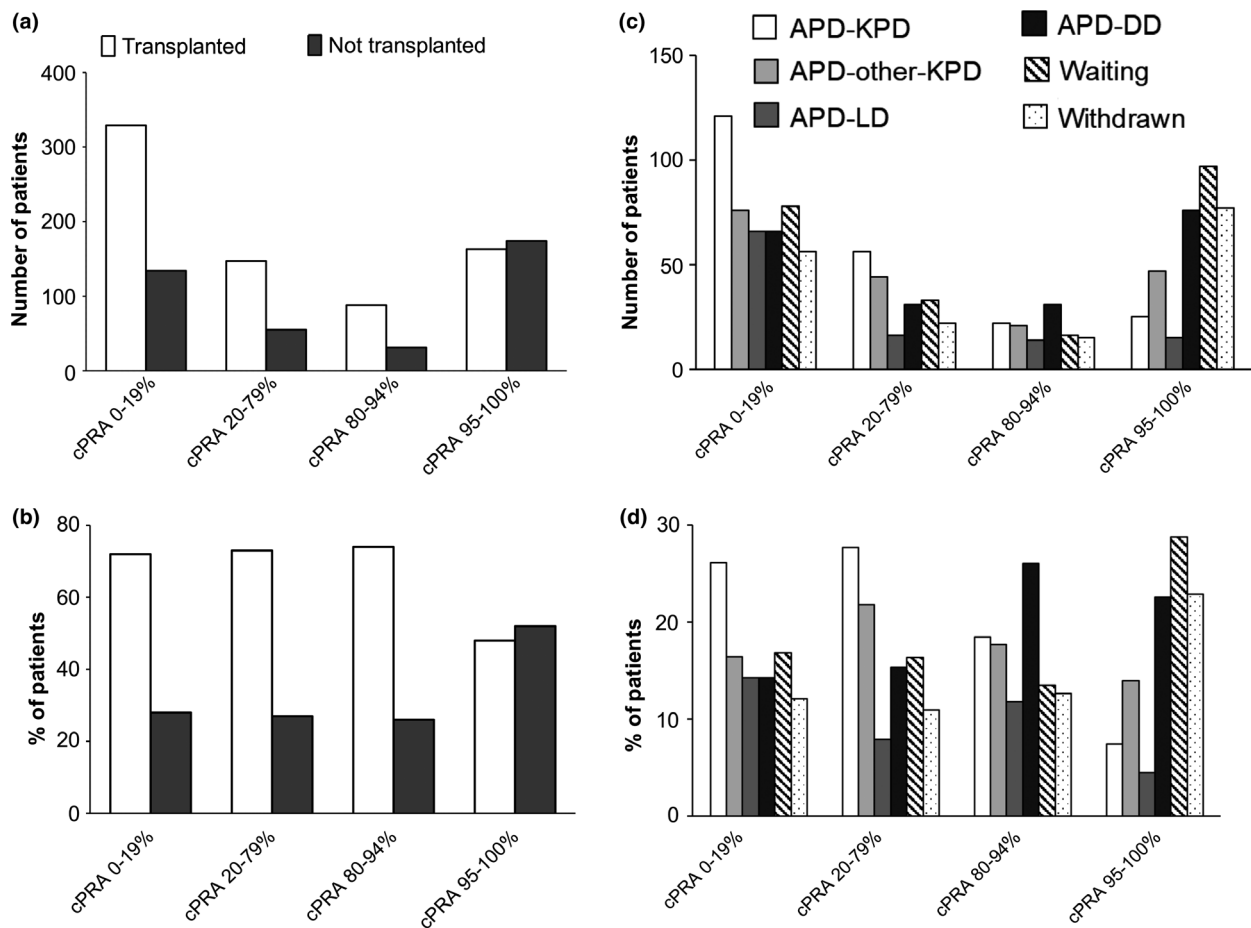 (a)
Transplanted
Not transplanted
400
300
200
100
0
Number of patients
cPRA 0-19%
cPRA 20-79%
cPRA 80-94%
cPRA 95-100%
(b)
80
60
40
20
0
% of patients
cPRA 0-19%
cPRA 20-79%
cPRA 80-94%
cPRA 95-100%
(c)
APD-KPD
APD-other-KPD
APD-LD
APD-DD
Waiting
Withdrawn
150
100
50
0
Number of patients
cPRA 0-19%
cPRA 20-79%
cPRA 80-94%
cPRA 95-100%
(d)
30
20
10
0
% of patients
cPRA 0-19%
cPRA 20-79%
cPRA 80-94%
cPRA 95-100%